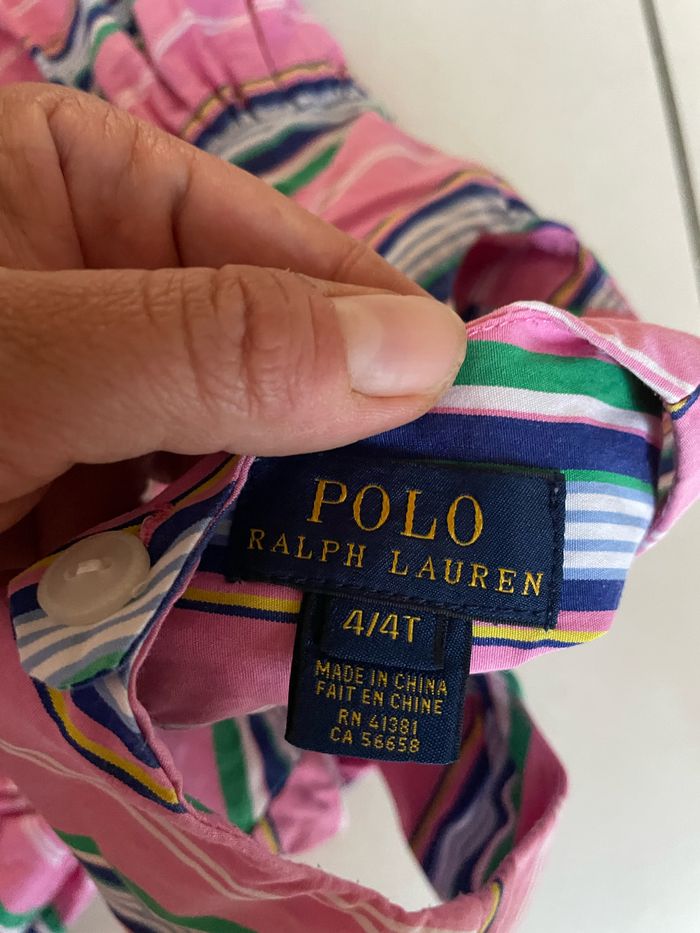 POLO
RALPH LAUREN
4/4T
MADE IN CHINA
FAIT EN CHINE
RN 41381
CA 56658